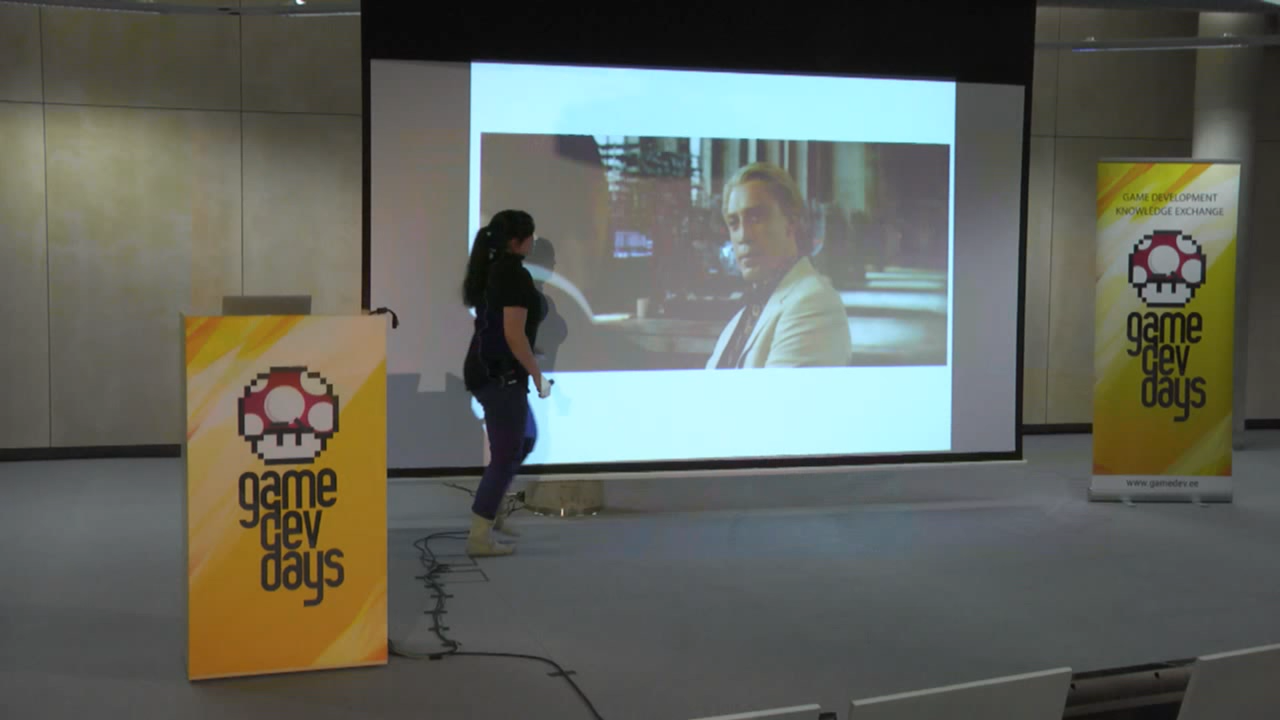 game
dev
days
GAME DEVELOPMENT
KNOWLEDGE EXCHANGE
game
dev
days
www.gamedev.ee